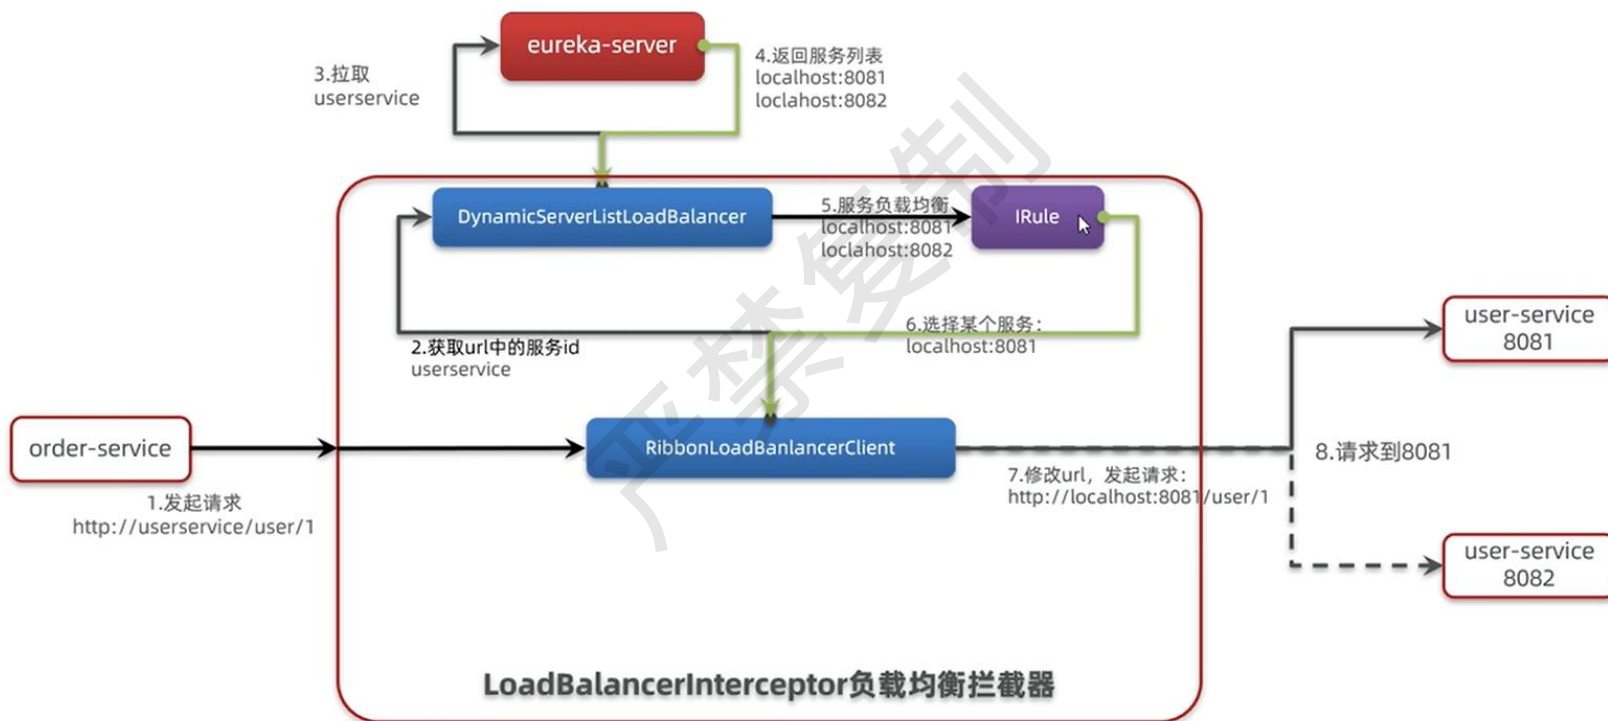 eureka-server
3.拉取
userservice
4.返回服务列表
localhost:8081
loclahost:8082
DynamicServerListLoadBalancer
5.服务负载均衡
localhost:8081
loclahost:8082
IRule
2.获取url中的服务id
userservice
6.选择某个服务：
localhost:8081
order-service
1.发起请求
http://userservice/user/1
RibbonLoadBanlancerClient
7.修改url，发起请求：
http://localhost:8081/user/1
8.请求到8081
user-service
8081
user-service
8082
LoadBalancerInterceptor负载均衡拦截器
严禁复制